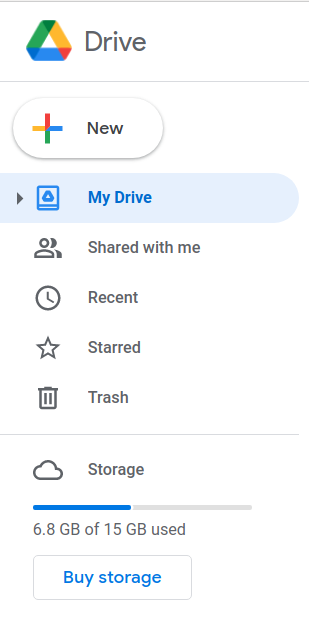 Drive
New
My Drive
Shared with me
Recent
Starred
Trash
Storage
6.8 GB of 15 GB used
Buy storage